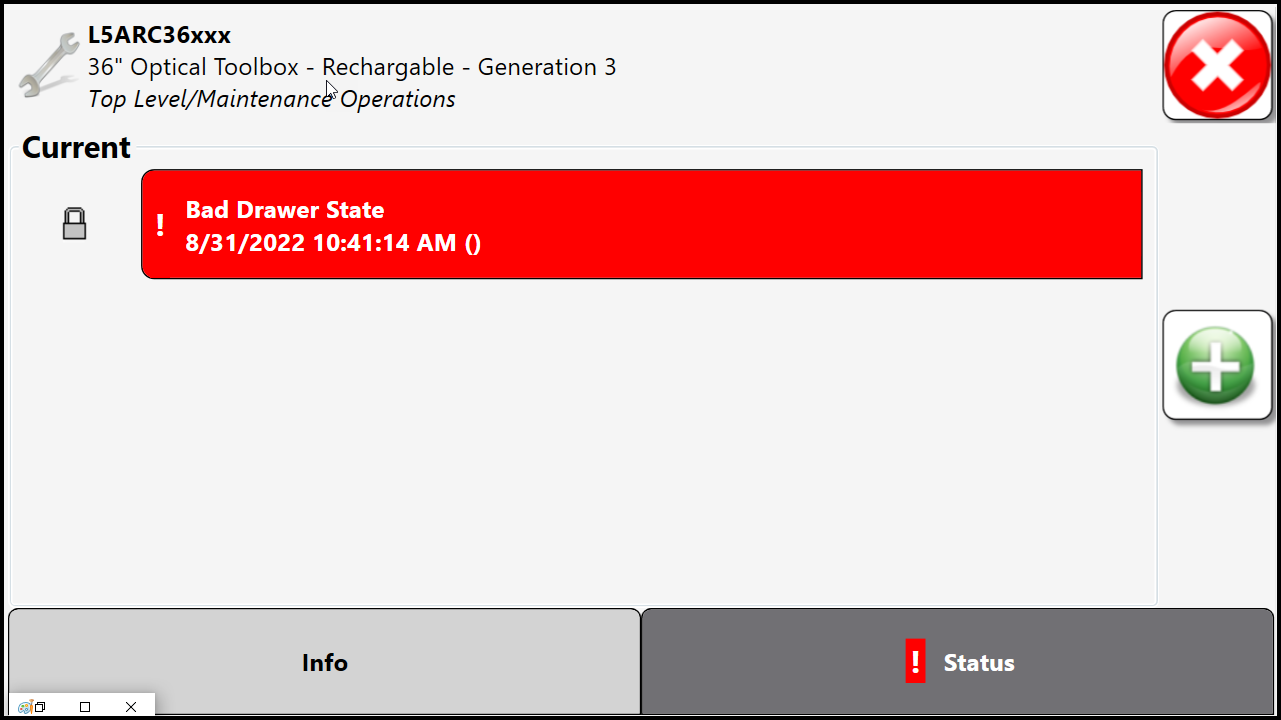 L5ARC36xxx
36" Optical Toolbox - Rechargable - Generation 3
Top Level/Maintenance Operations
Current
! Bad Drawer State
8/31/2022 10:41:14 AM ()
Info
! Status